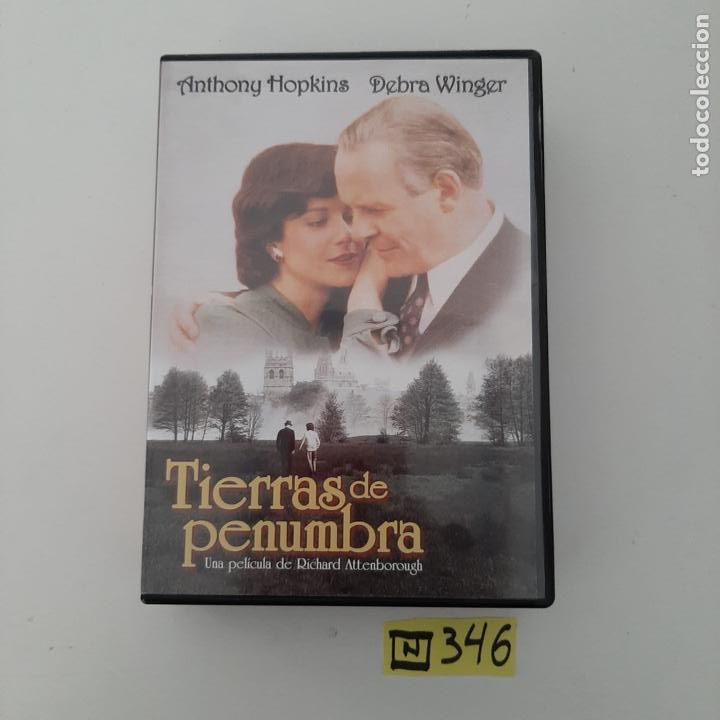 Anthony Hopkins Debra Winger
Tierras de
penumbra
Una película de Richard Attenborough
N 346
todocoleccion